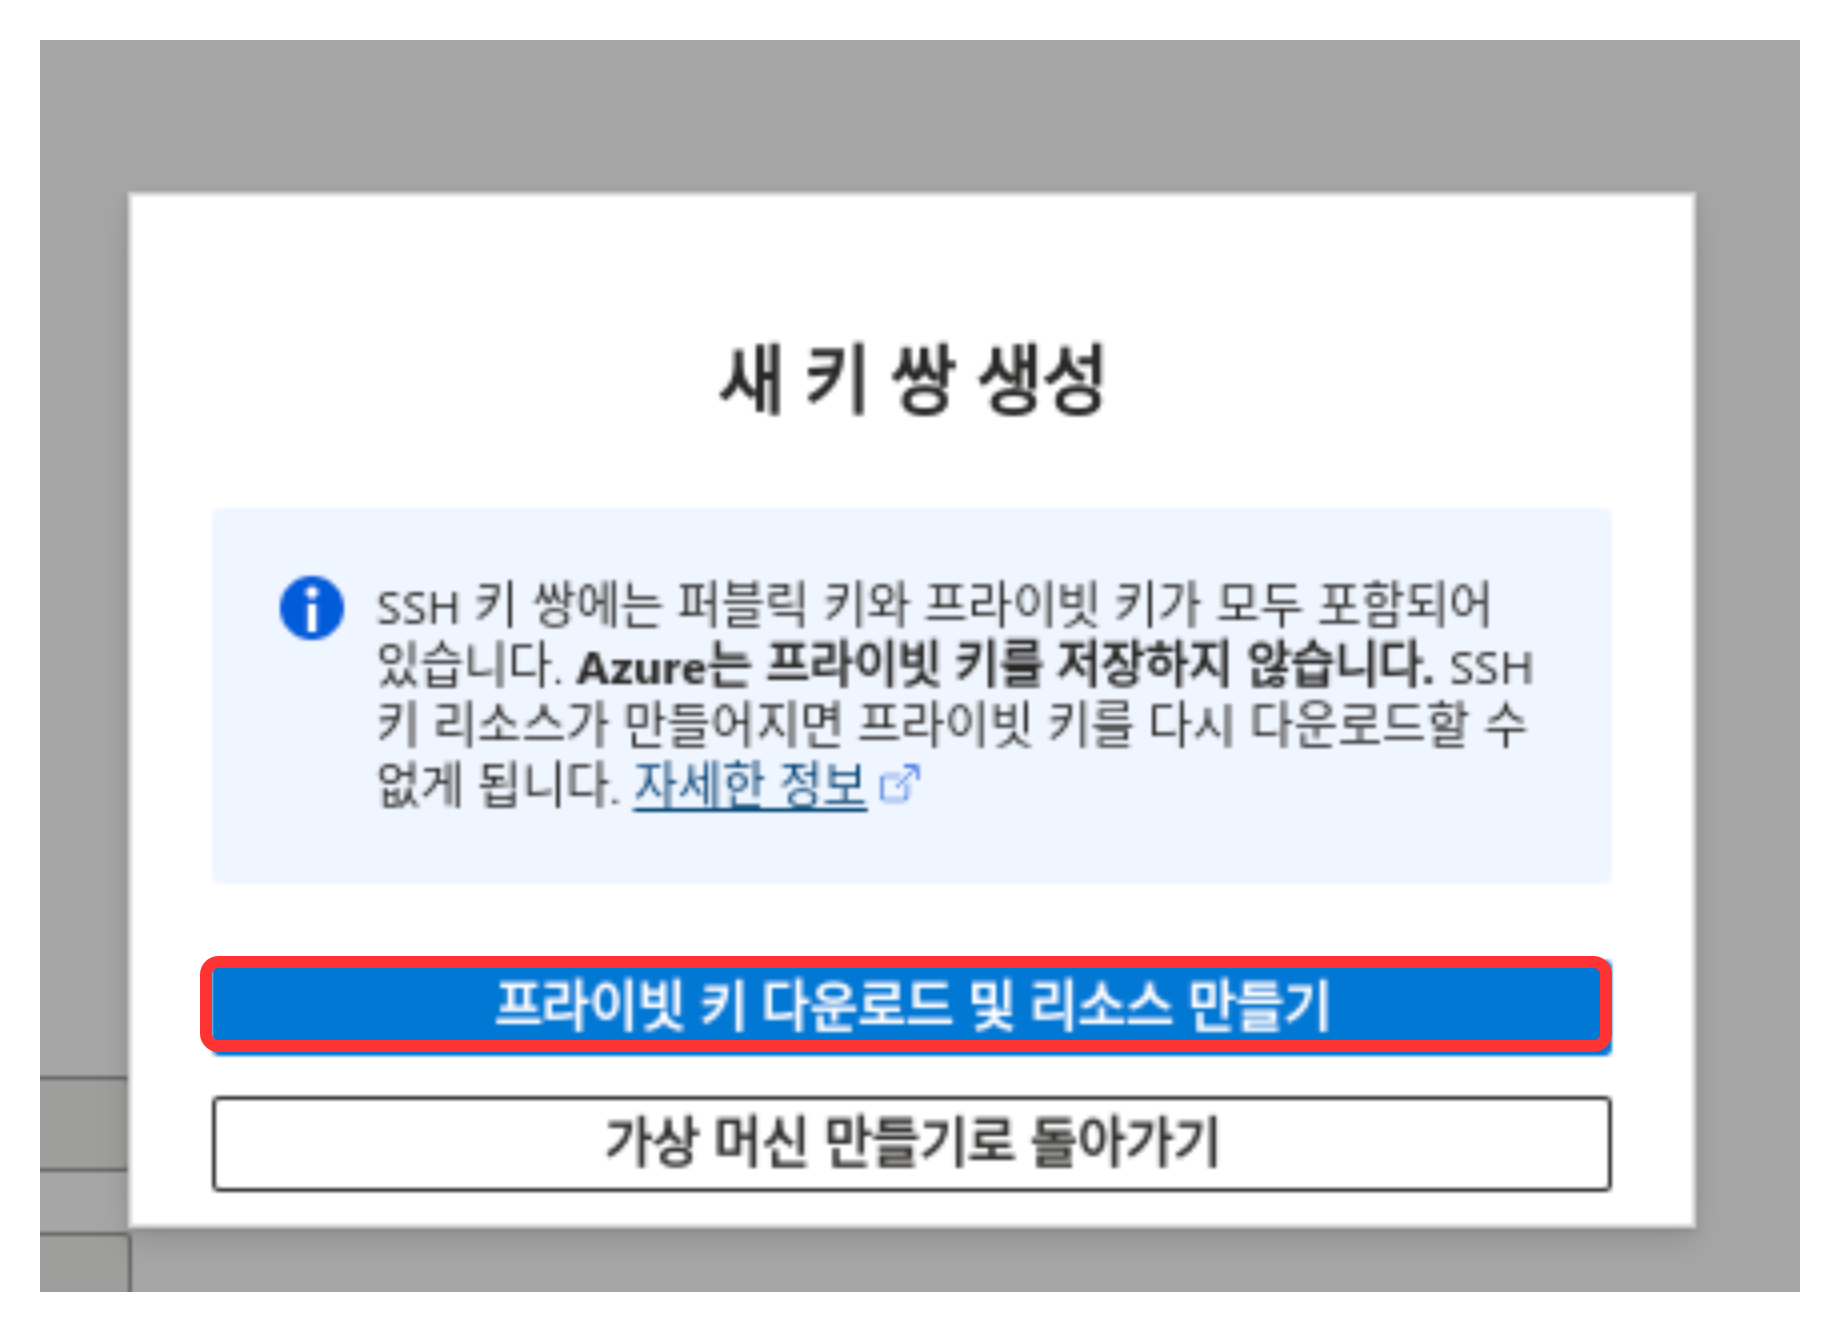 새 키 쌍 생성
SSH 키 쌍에는 퍼블릭 키와 프라이빗 키가 모두 포함되어
있습니다. Azure는 프라이빗 키를 저장하지 않습니다. SSH
키 리소스가 만들어지면 프라이빗 키를 다시 다운로드할 수
없게 됩니다. 자세한 정보
프라이빗 키 다운로드 및 리소스 만들기
가상 머신 만들기로 돌아가기